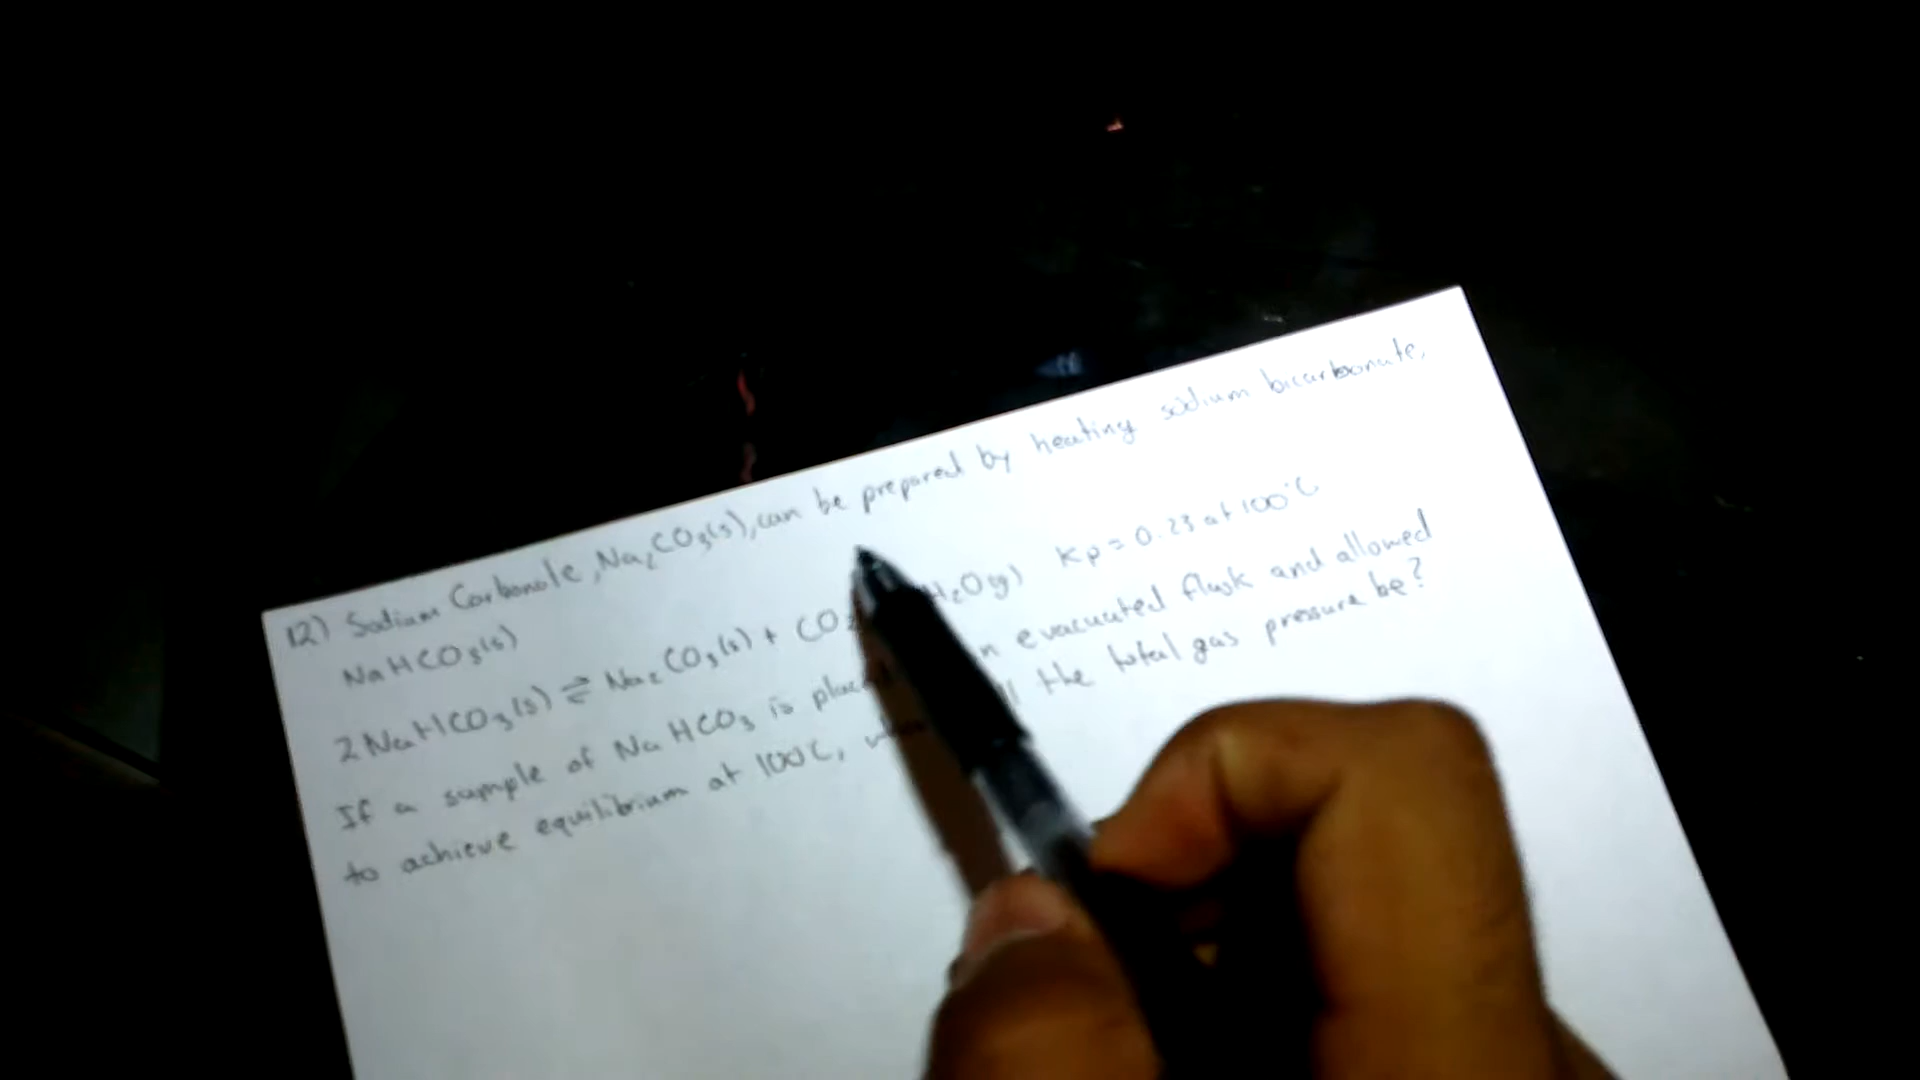 12) Sodium Carbonate, Na₂CO₃(s), can be prepared by heating sodium bicarbonate,
NaHCO₃(s)
2NaHCO₃(s) ⇌ Na₂CO₃(s) + CO₂ H₂O(g) Kp = 0.23 at 100°C
If a sample of NaHCO₃ is evacuated flask and allowed
to achieve equilibrium at 100°C, the total gas pressure be?